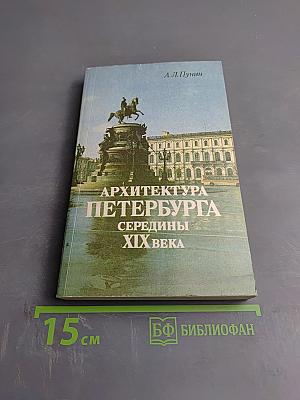 А.Л.Пунин
АРХИТЕКТУРА
ПЕТЕРБУРГА
СЕРЕДИНЫ
XIX ВЕКА
15 см
БФ БИБЛИОФАН